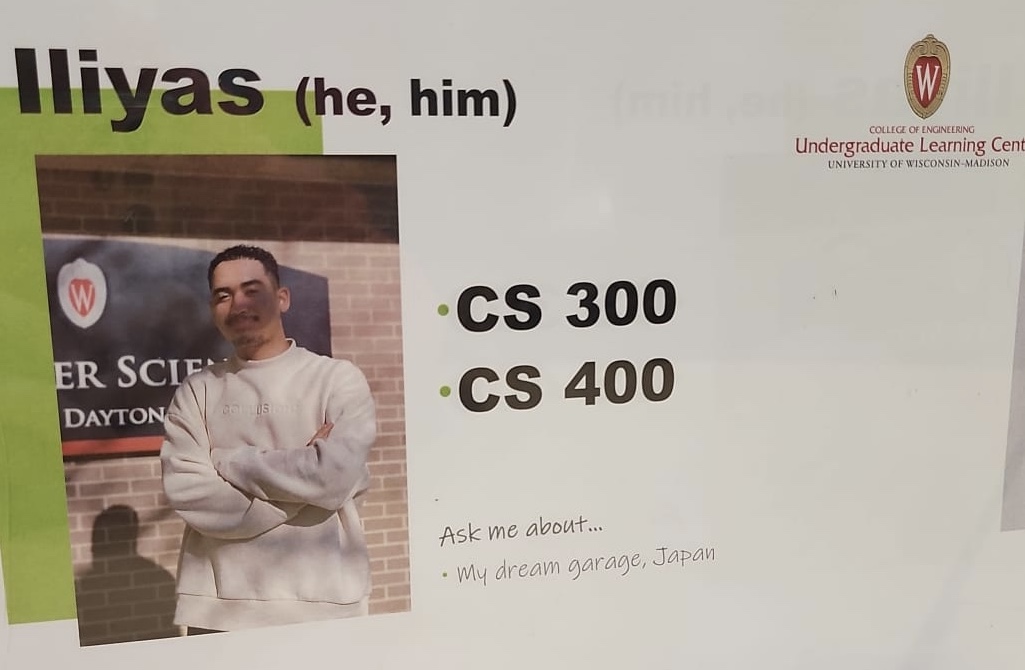 Iliyas (he, him)
W
COLLEGE OF ENGINEERING
Undergraduate Learning Cent
UNIVERSITY OF WISCONSIN–MADISON
W
ER SCIEN
DAYTON
• CS 300
• CS 400
Ask me about...
• My dream garage, Japan